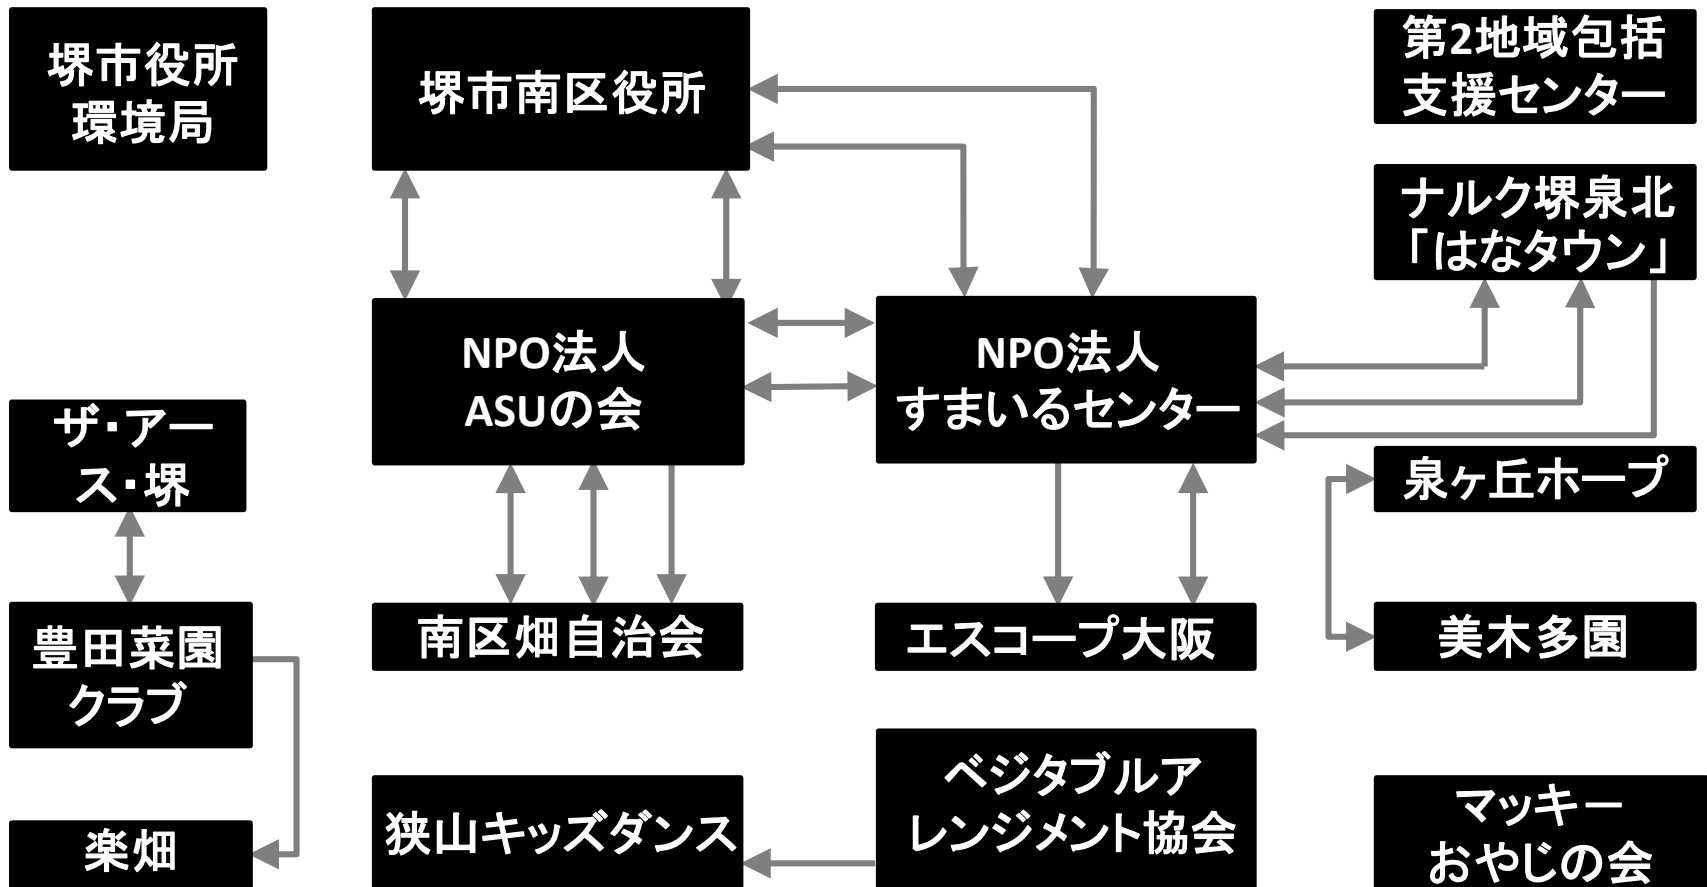 堺市役所
環境局
堺市南区役所
第2地域包括
支援センター
ナルク堺泉北
「はなタウン」
NPO法人
ASUの会
NPO法人
すまいるセンター
ザ・アー
ス・堺
泉ヶ丘ホープ
豊田菜園
クラブ
南区畑自治会
エスコープ大阪
美木多園
楽畑
狭山キッズダンス
ベジタブルア
レンジメント協会
マッキー
おやじの会